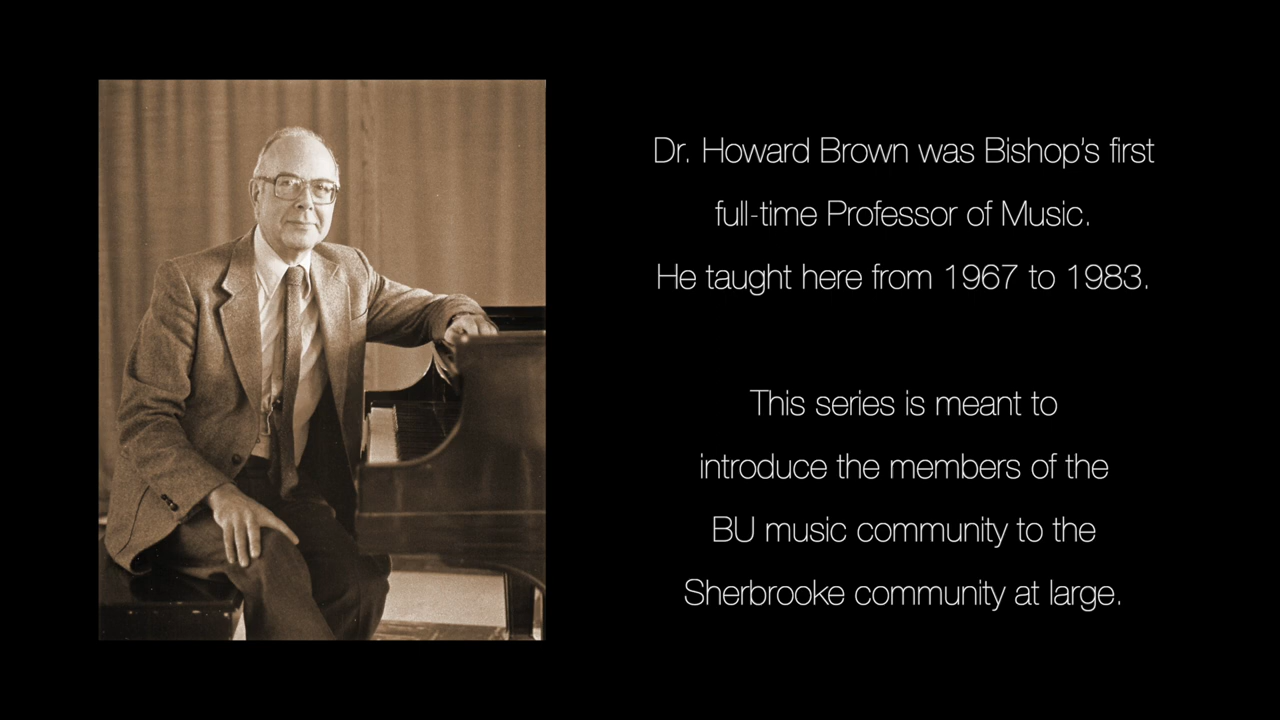 Dr. Howard Brown was Bishop's first
full-time Professor of Music.
He taught here from 1967 to 1983.
This series is meant to
introduce the members of the
BU music community to the
Sherbrooke community at large.